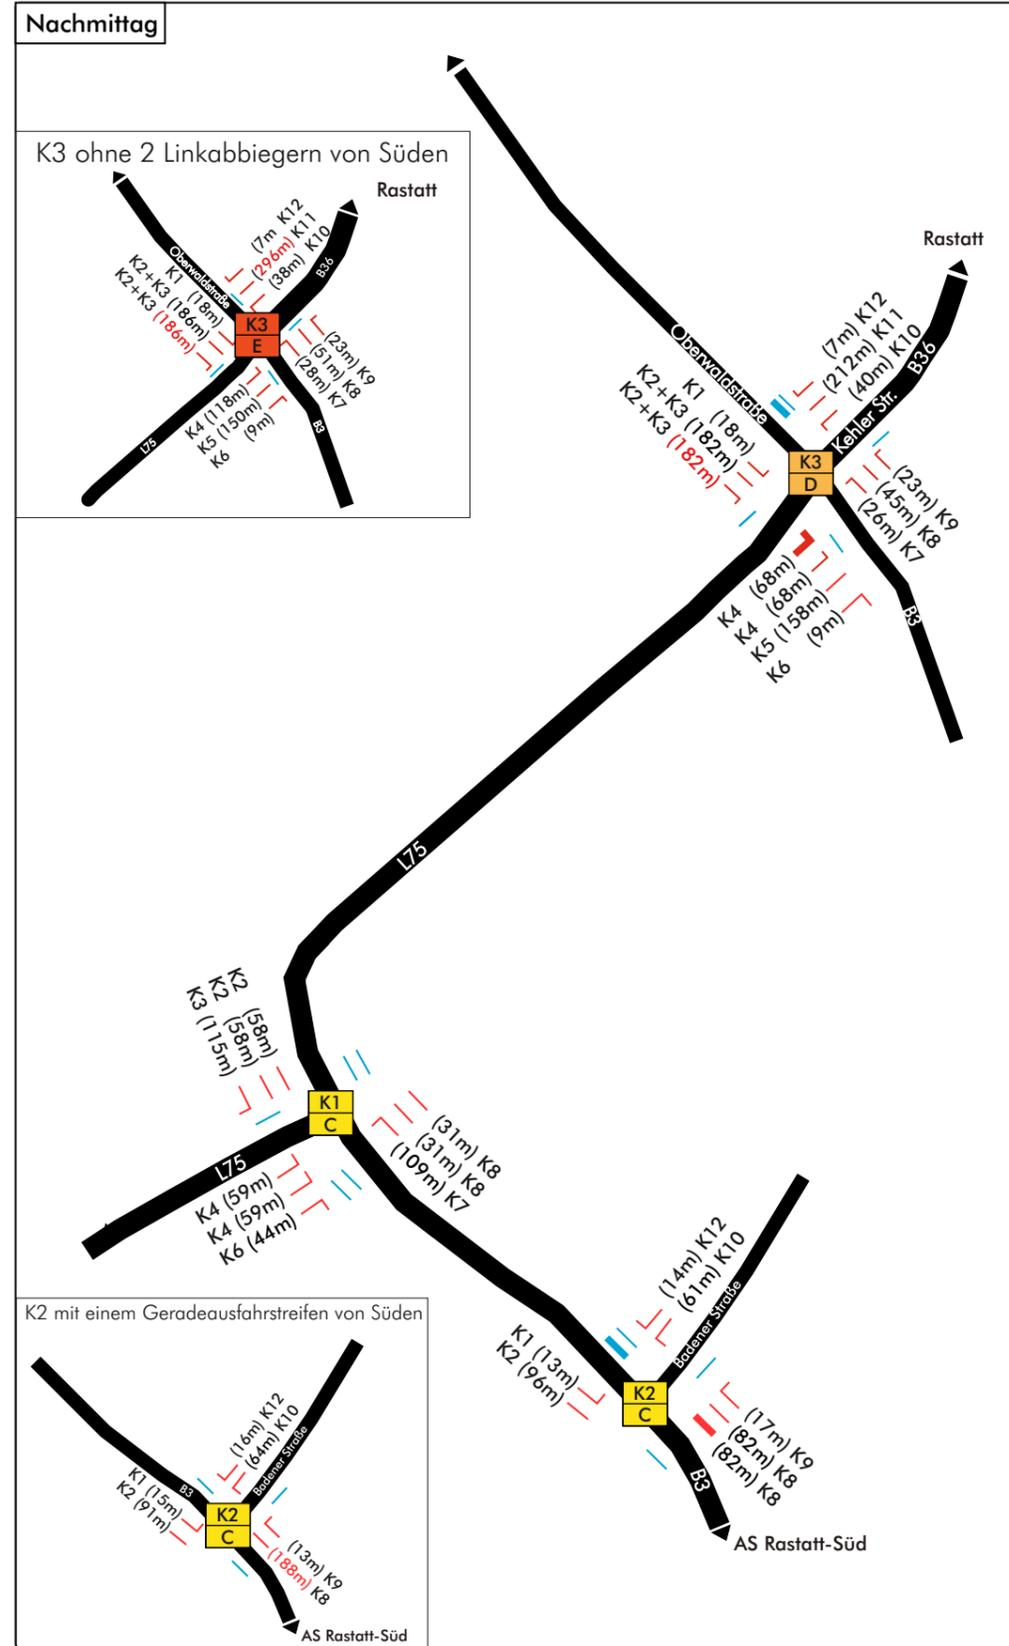 Nachmittag
K3 ohne 2 Linkabbiegern von Süden
Rastatt
(7m K12
(296m) K11
(38m) K10
B36
Oberwaldstraße
K1 (18m)
K2+K3 (186m)
K2+K3 (186m)
K3
E
(23m) K9
(51m) K8
(28m) K7
K4 (118m)
K5 (150m)
K6 (9m)
L75
B3
Rastatt
(7m) K12
(212m) K11
(40m) K10
B36
Kehler Str.
Oberwaldstraße
K1 (18m)
K2+K3 (182m)
K2+K3 (182m)
K3
D
(23m) K9
(45m) K8
(26m) K7
K4 (68m)
K4 (68m)
K5 (158m)
K6 (9m)
B3
L75
K2 (58m)
K2 (58m)
K3 (115m)
K1
C
(31m) K8
(31m) K8
(109m) K7
L75
K4 (59m)
K4 (59m)
K6 (44m)
(14m) K12
(61m) K10
Badener Straße
K1 (13m)
K2 (96m)
K2
C
(17m) K9
(82m) K8
(82m) K8
B3
AS Rastatt-Süd
K2 mit einem Geradeausfahrstreifen von Süden
(16m) K12
(64m) K10
Badener Straße
B3
K1 (15m)
K2 (91m)
K2
C
(13m) K9
(188m) K8
AS Rastatt-Süd